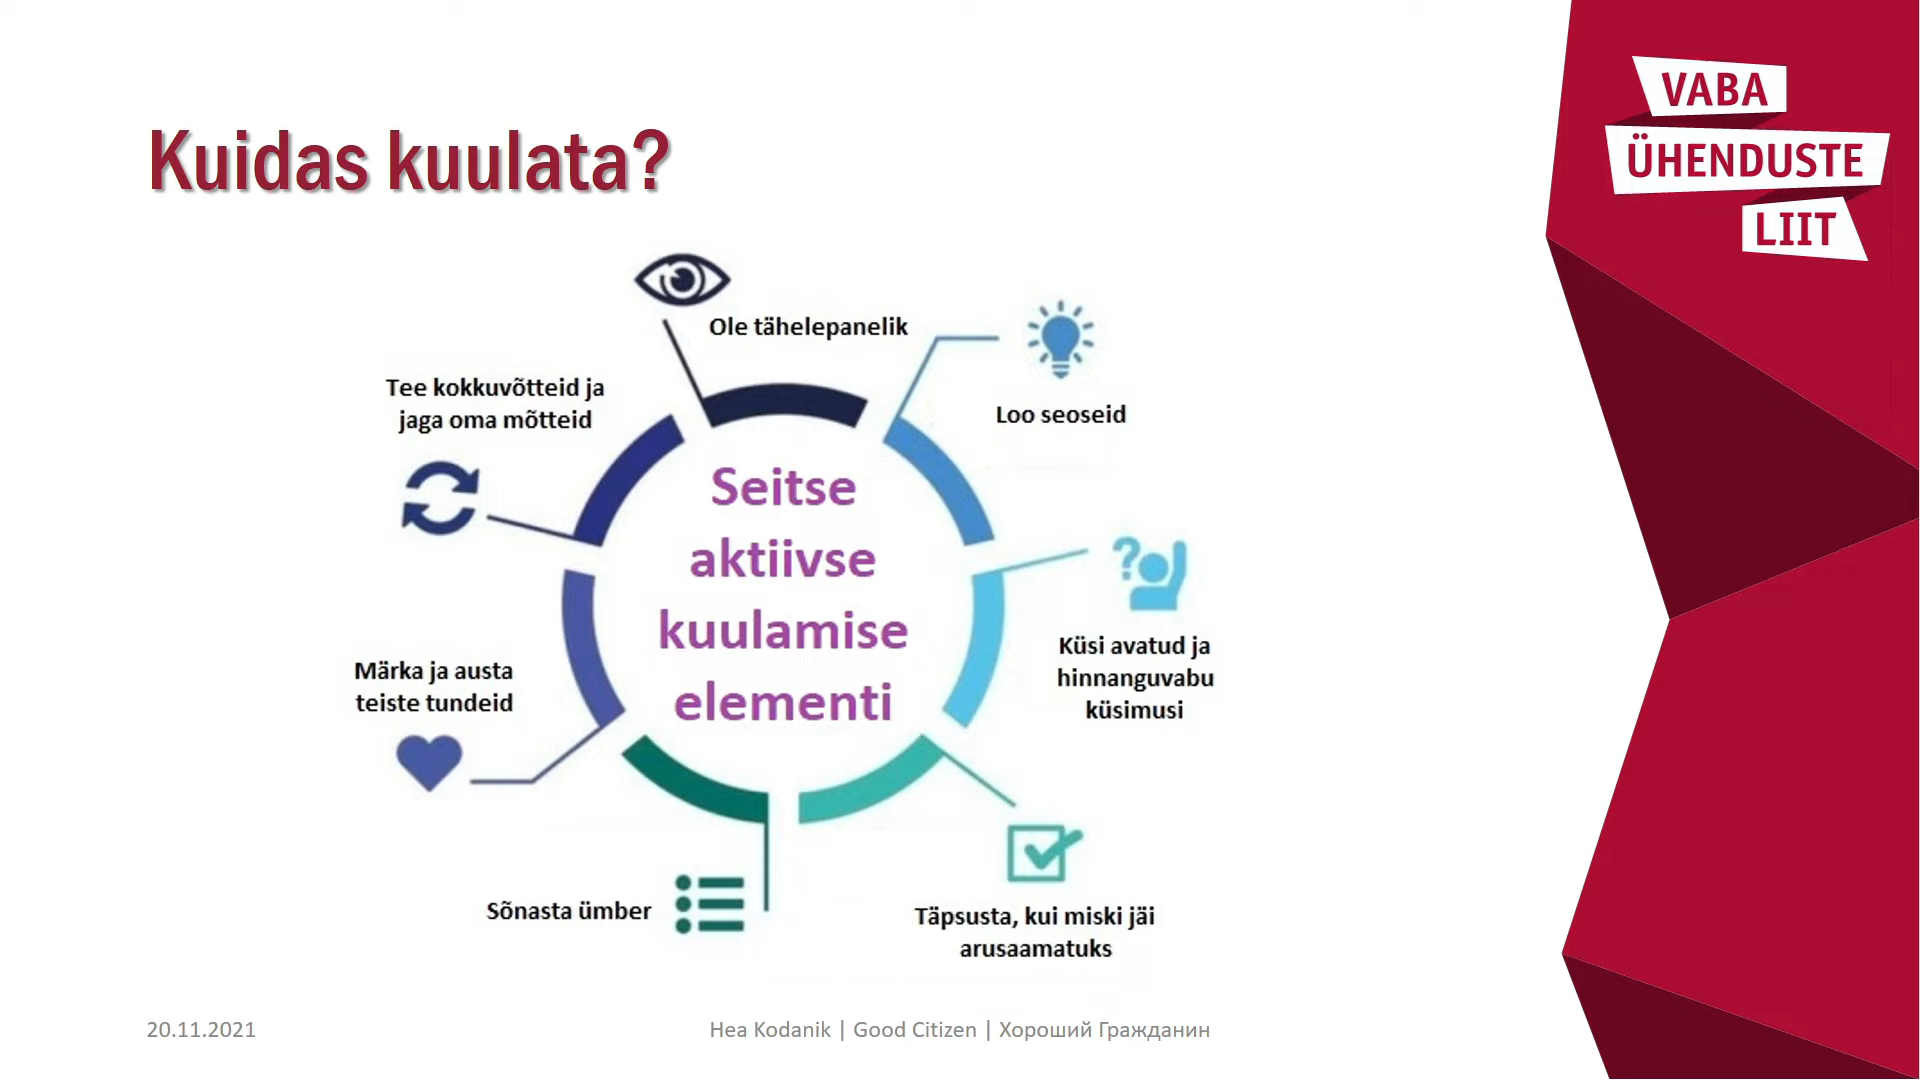 Kuidas kuulata?
VABA
ÜHENDUSTE
LIIT
Ole tähelepanelik
Loo seoseid
Küsi avatud ja
hinnanguvabu
küsimusi
Täpsusta, kui miski jäi
arusaamatuks
Sõnasta ümber
Märka ja austa
teiste tundeid
Tee kokkuvõtteid ja
jaga oma mõtteid
Seitse
aktiivse
kuulamise
elementi
20.11.2021
Hea Kodanik | Good Citizen | Хороший Гражданин